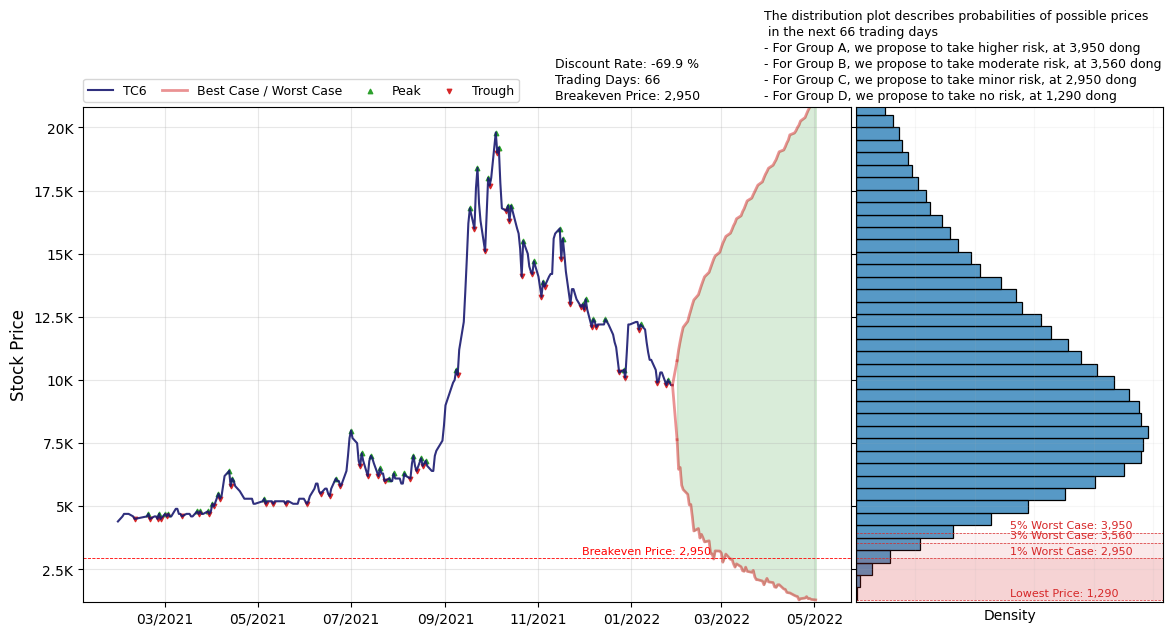 The distribution plot describes probabilities of possible prices
in the next 66 trading days
- For Group A, we propose to take higher risk, at 3,950 dong
- For Group B, we propose to take moderate risk, at 3,560 dong
- For Group C, we propose to take minor risk, at 2,950 dong
- For Group D, we propose to take no risk, at 1,290 dong
Discount Rate: -69.9 %
Trading Days: 66
Breakeven Price: 2,950
TC6
Best Case / Worst Case
Peak
Trough
Stock Price
20K
17.5K
15K
12.5K
10K
7.5K
5K
2.5K
Breakeven Price: 2,950
5% Worst Case: 3,950
3% Worst Case: 3,560
1% Worst Case: 2,950
Lowest Price: 1,290
03/2021
05/2021
07/2021
09/2021
11/2021
01/2022
03/2022
05/2022
Density